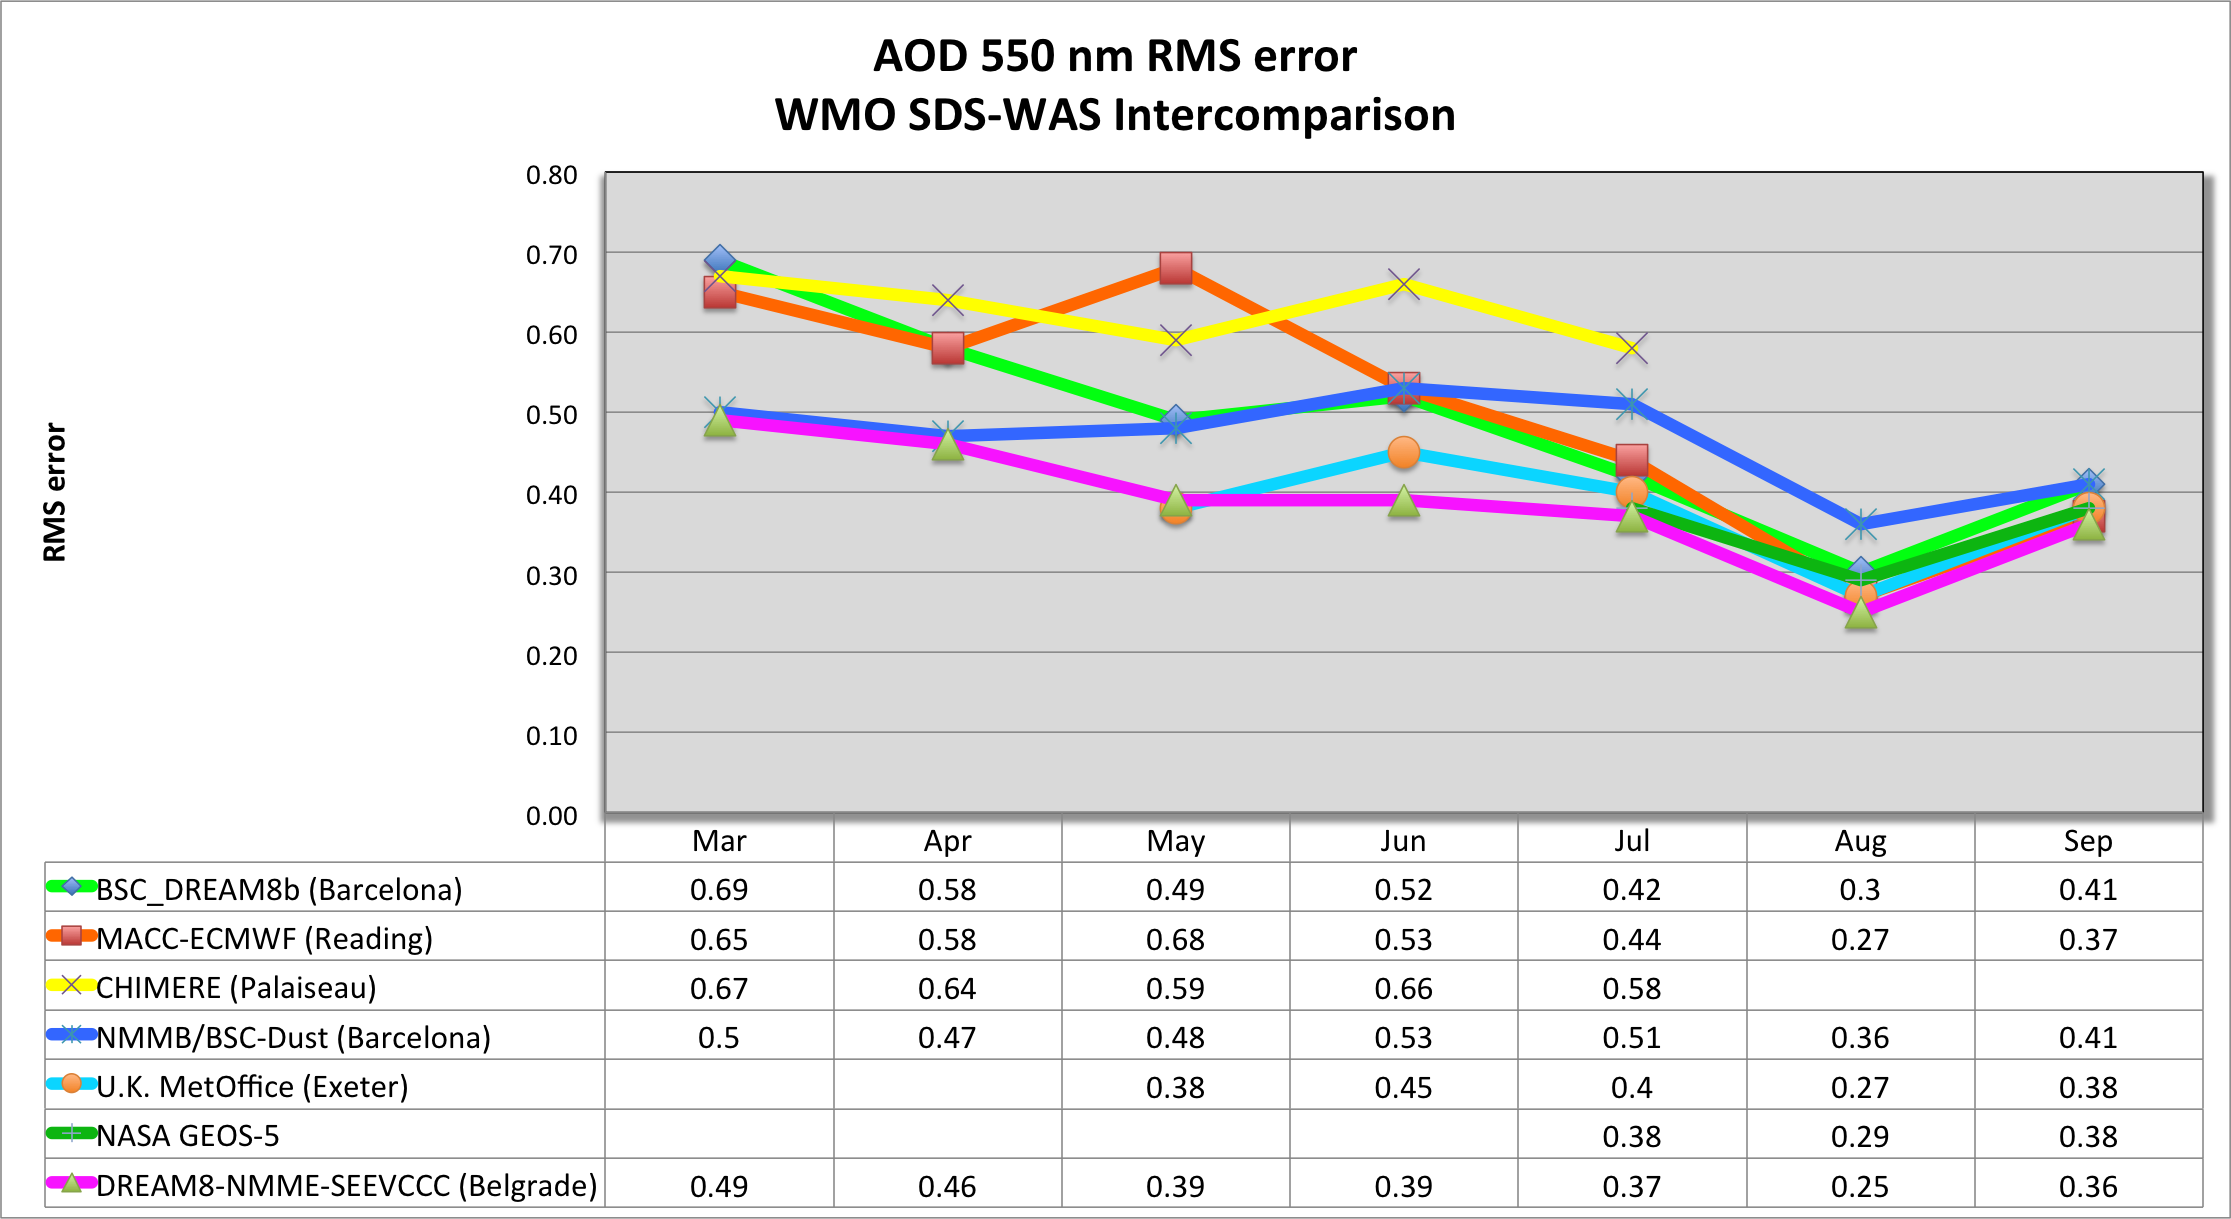 AOD 550 nm RMS error
WMO SDS-WAS Intercomparison
RMS error
0.80
0.70
0.60
0.50
0.40
0.30
0.20
0.10
0.00
Mar Apr May Jun Jul Aug Sep
BSC_DREAM8b (Barcelona) 0.69 0.58 0.49 0.52 0.42 0.3 0.41
MACC-ECMWF (Reading) 0.65 0.58 0.68 0.53 0.44 0.27 0.37
CHIMERE (Palaiseau) 0.67 0.64 0.59 0.66 0.58
NMMB/BSC-Dust (Barcelona) 0.5 0.47 0.48 0.53 0.51 0.36 0.41
U.K. MetOffice (Exeter) 0.38 0.45 0.4 0.27 0.38
NASA GEOS-5 0.38 0.29 0.38
DREAM8-NMME-SEEVCCC (Belgrade) 0.49 0.46 0.39 0.39 0.37 0.25 0.36